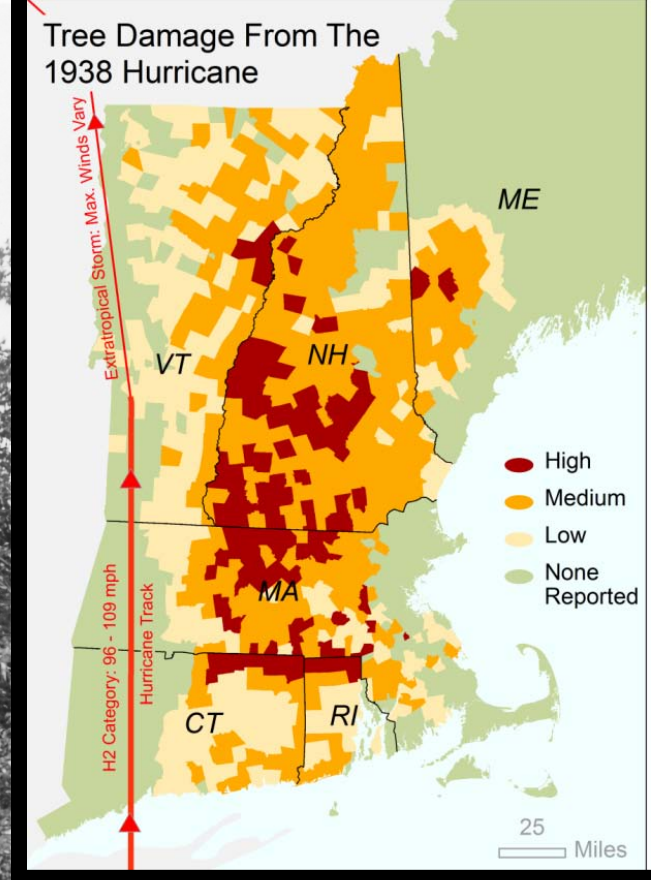 Tree Damage From The
1938 Hurricane
Extratropical Storm: Max. Winds Vary
ME
VT
NH
High
Medium
Low
None
Reported
H2 Category: 96 - 109 mph
Hurricane Track
MA
CT
RI
25
Miles